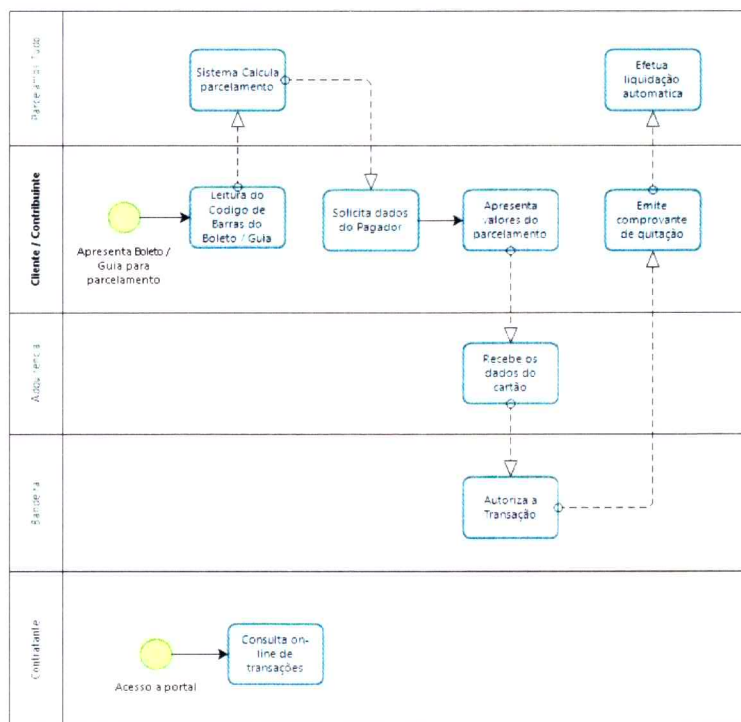 Sistema Calcula
parcelamento
Efetua
liquidação
automatica
Cliente / Contribuinte
Leitura do
Codigo de
Barras do
Boleto / Guia
Solicita dados
do Pagador
Apresenta
valores do
parcelamento
Emite
comprovante
de quitação
Apresenta Boleto /
Guia para
parcelamento
Recebe os
dados do
cartão
Bandeira
Autoriza a
Transação
Contratante
Consulta on-
line de
transações
Acesso a portal